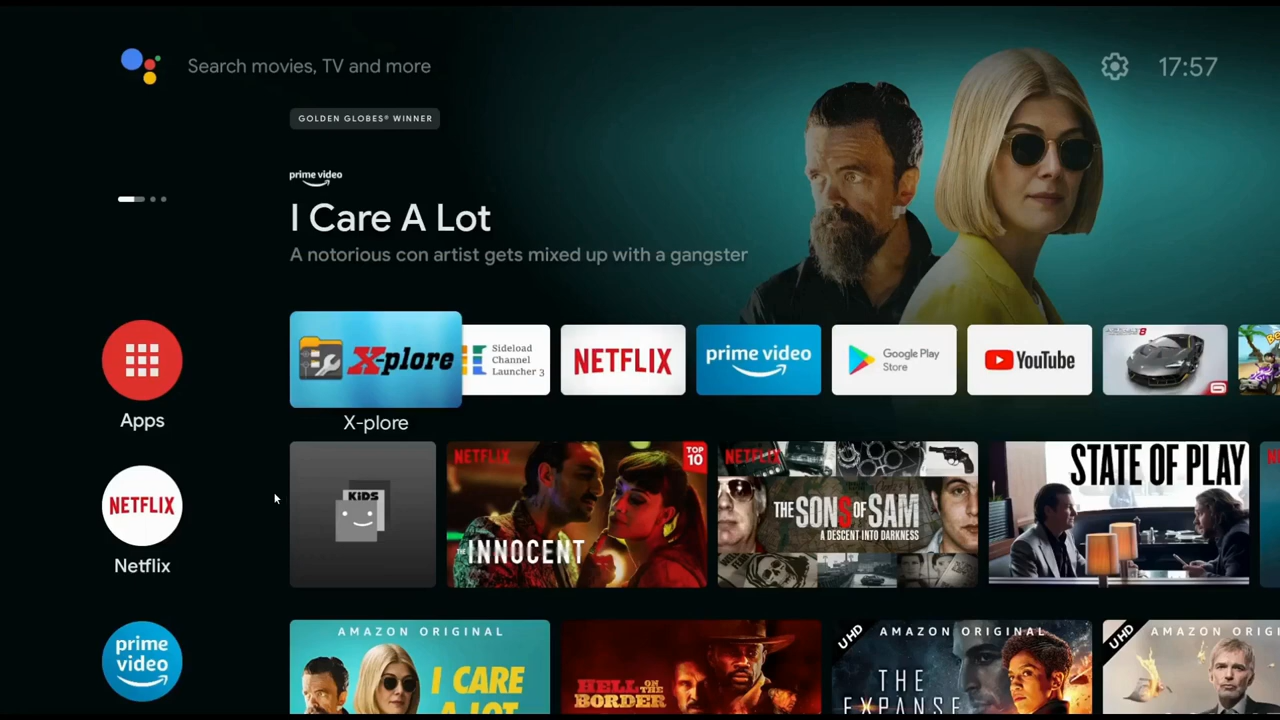 Search movies, TV and more
17:57
GOLDEN GLOBES® WINNER
prime video
I Care A Lot
A notorious con artist gets mixed up with a gangster
X-plore
Sideload
Channel
Launcher 3
NETFLIX
prime video
Google Play
Store
YouTube
8
X-plore
Apps
KiDS
NETFLIX
TOP
10
THE INNOCENT
NETFLIX
THE SONS OF SAM
A DESCENT INTO DARKNESS
STATE OF PLAY
N
NETFLIX
Netflix
prime
video
AMAZON ORIGINAL
I CARE
A LOT
HELL ON THE
BORDER
UHD
AMAZON ORIGINAL
THE
EXPANSE
UHD
AMAZON ORIGI